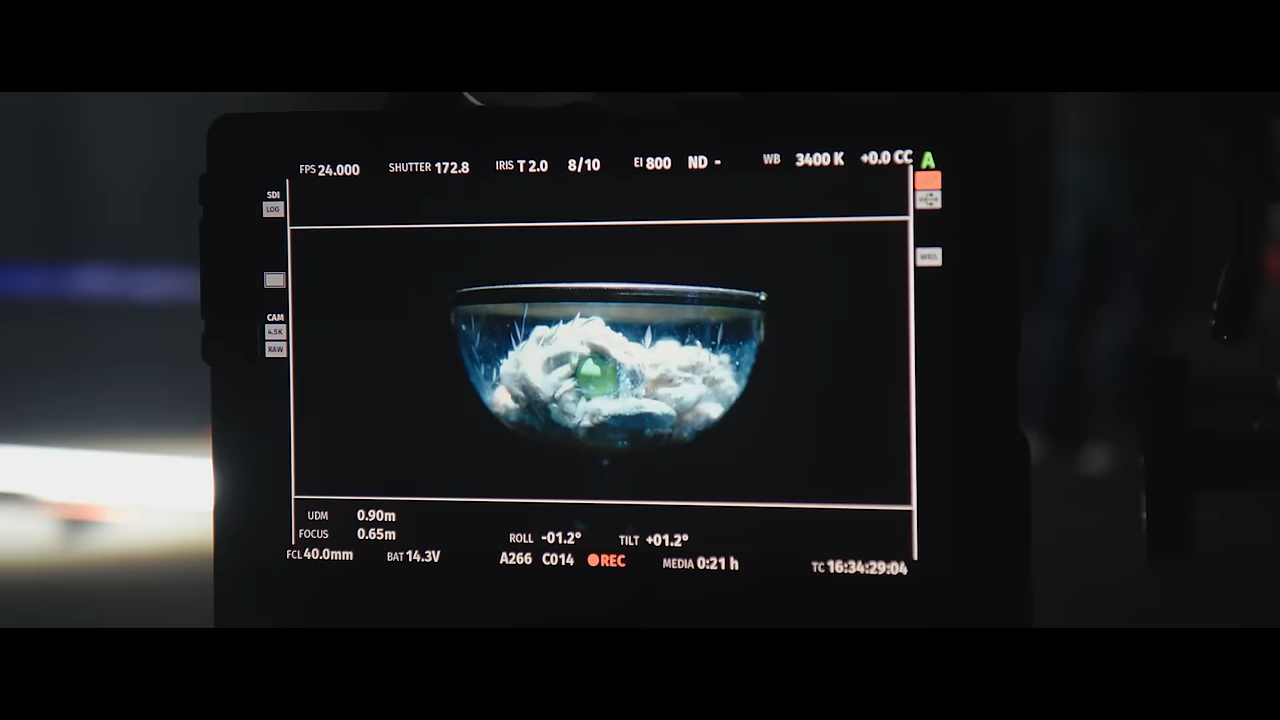 FPS 24.000 SHUTTER 172.8 IRIS T 2.0 8/10 EI 800 ND - WB 3400 K +0.0 CC A
SDI
LOG
CAM
4.5K
RAW
UDM 0.90m
FOCUS 0.65m
ROLL -01.2° TILT +01.2°
FCL 40.0mm BAT 14.3V A266 C014 REC MEDIA 0:21 h TC 16:34:29:04